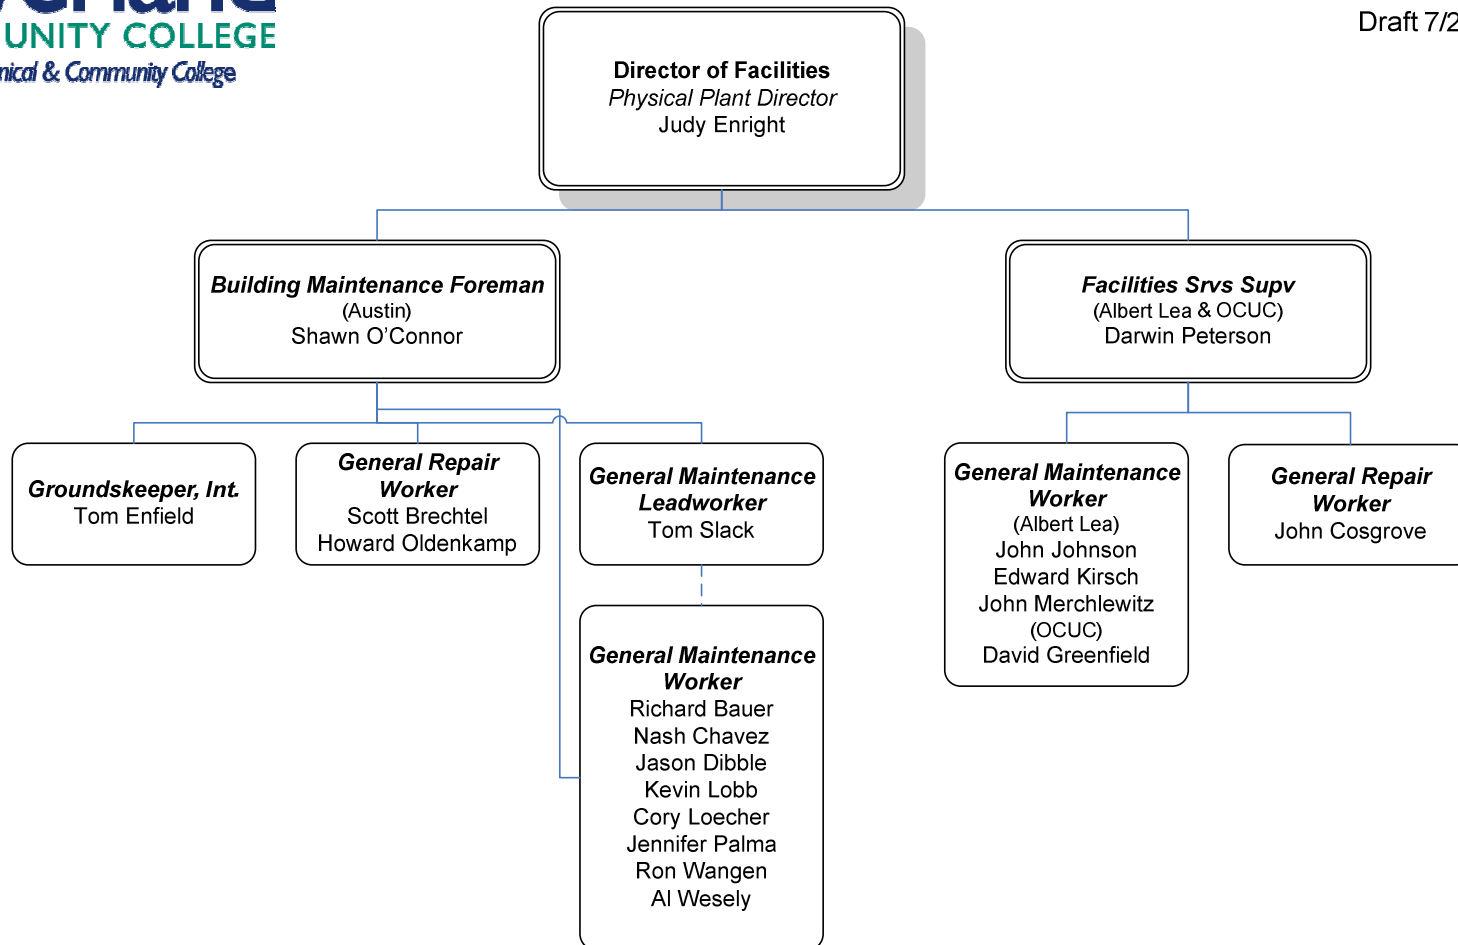 UNITY COLLEGE
& Community College
Draft 7/2
Director of Facilities
Physical Plant Director
Judy Enright
Building Maintenance Foreman
(Austin)
Shawn O’Connor
Facilities Srvs Supv
(Albert Lea & OCUC)
Darwin Peterson
Groundskeeper, Int.
Tom Enfield
General Repair
Worker
Scott Brechtel
Howard Oldenkamp
General Maintenance
Leadworker
Tom Slack
General Maintenance
Worker
(Albert Lea)
John Johnson
Edward Kirsch
John Merchlewitz
(OCUC)
David Greenfield
General Repair
Worker
John Cosgrove
General Maintenance
Worker
Richard Bauer
Nash Chavez
Jason Dibble
Kevin Lobb
Cory Loecher
Jennifer Palma
Ron Wangen
Al Wesely